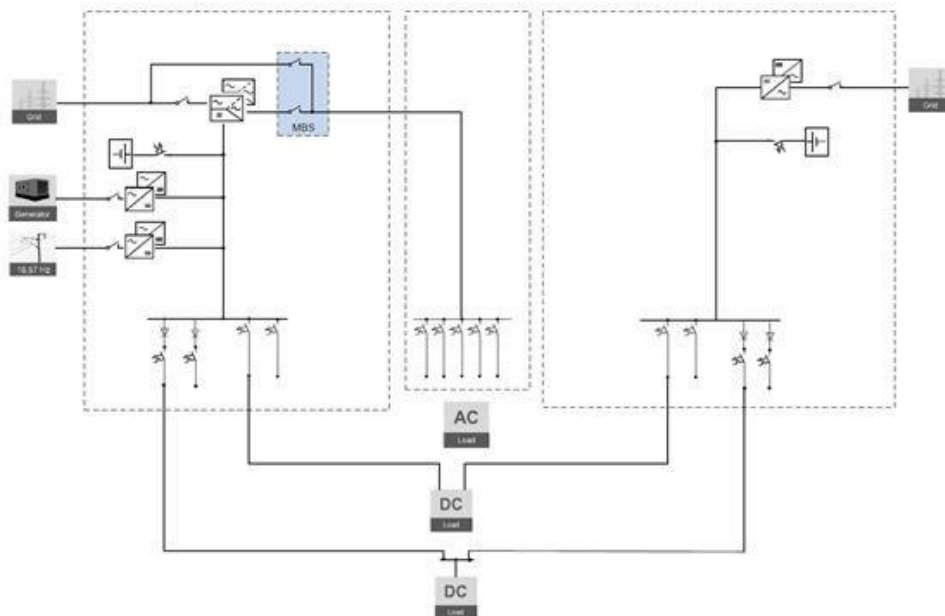 Grid
MBS
Grid
Generator
16.67 Hz
AC
Load
DC
Load
DC
Load